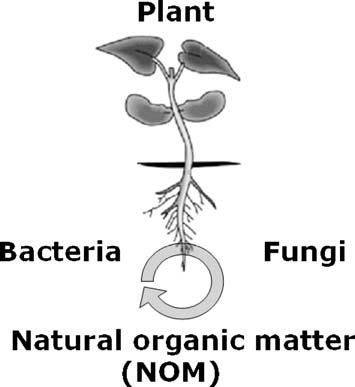 Plant
Bacteria
Fungi
Natural organic matter
(NOM)